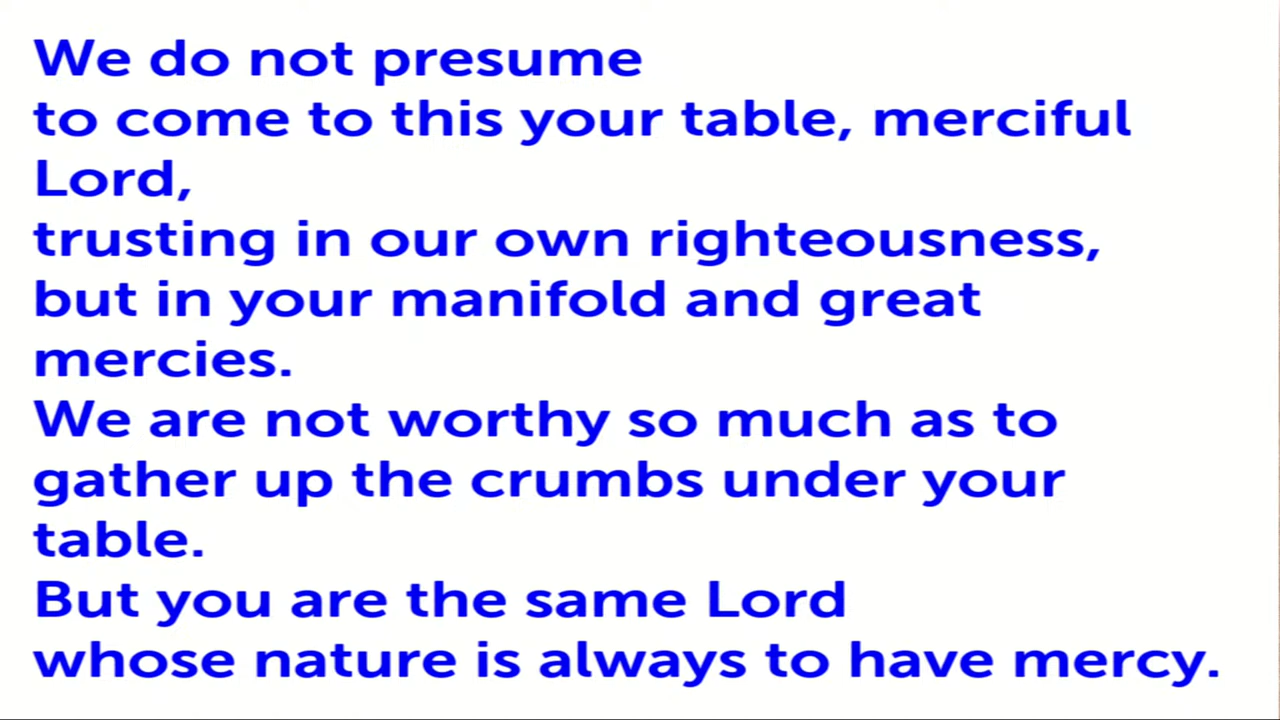 We do not presume
to come to this your table, merciful
Lord,
trusting in our own righteousness,
but in your manifold and great
mercies.
We are not worthy so much as to
gather up the crumbs under your
table.
But you are the same Lord
whose nature is always to have mercy.